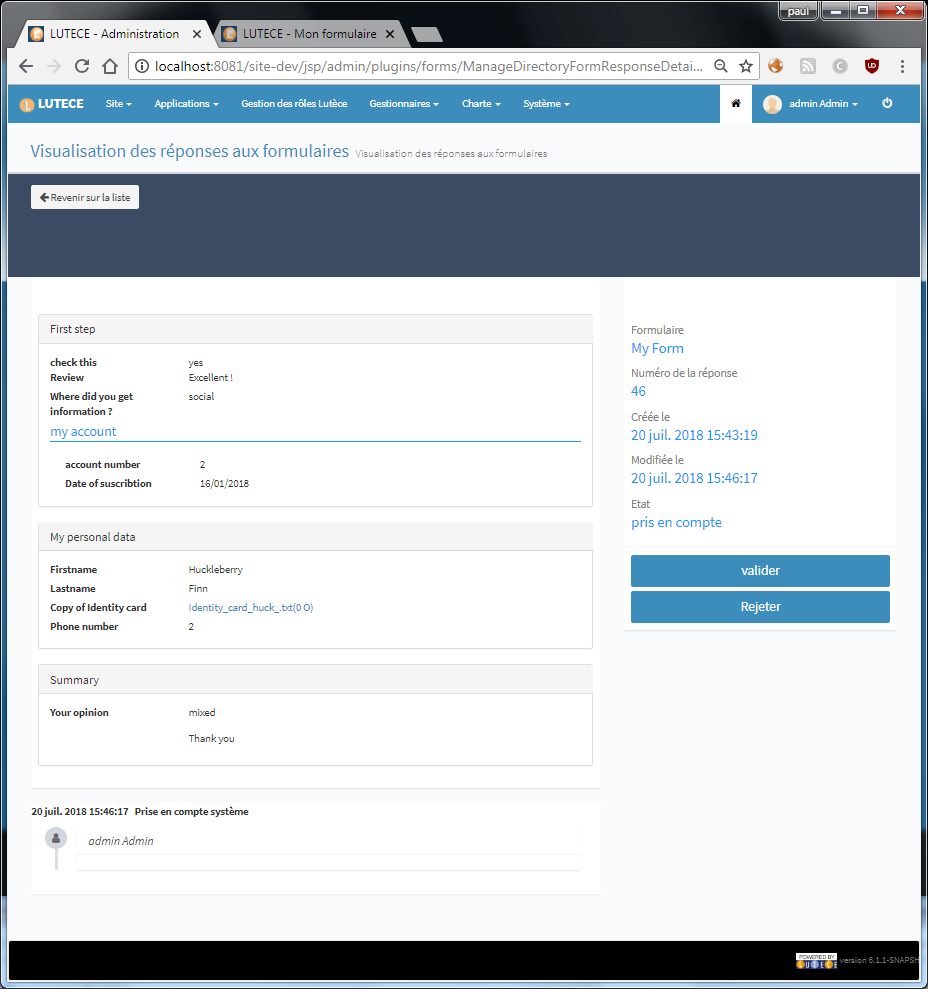 paul
LUTECE - Administration
LUTECE - Mon formulaire
localhost:8081/site-dev/jsp/admin/plugins/forms/ManageDirectoryFormResponseDetai...
LUTECE Site Applications Gestion des rôles Lutèce Gestionnaires Charte Système admin Admin
Visualisation des réponses aux formulaires Visualisation des réponses aux formulaires
Revenir sur la liste
First step
check this yes
Review Excellent !
Where did you get information ? social
my account
account number 2
Date of suscribtion 16/01/2018
My personal data
Firstname Huckleberry
Lastname Finn
Copy of Identity card Identity_card_huck_.txt(0 O)
Phone number 2
Summary
Your opinion mixed
Thank you
20 juil. 2018 15:46:17 Prise en compte système
admin Admin
Formulaire
My Form
Numéro de la réponse
46
Créée le
20 juil. 2018 15:43:19
Modifiée le
20 juil. 2018 15:46:17
Etat
pris en compte
valider
Rejeter
POWERED BY
LUTECE
version 6.1.1-SNAPSH